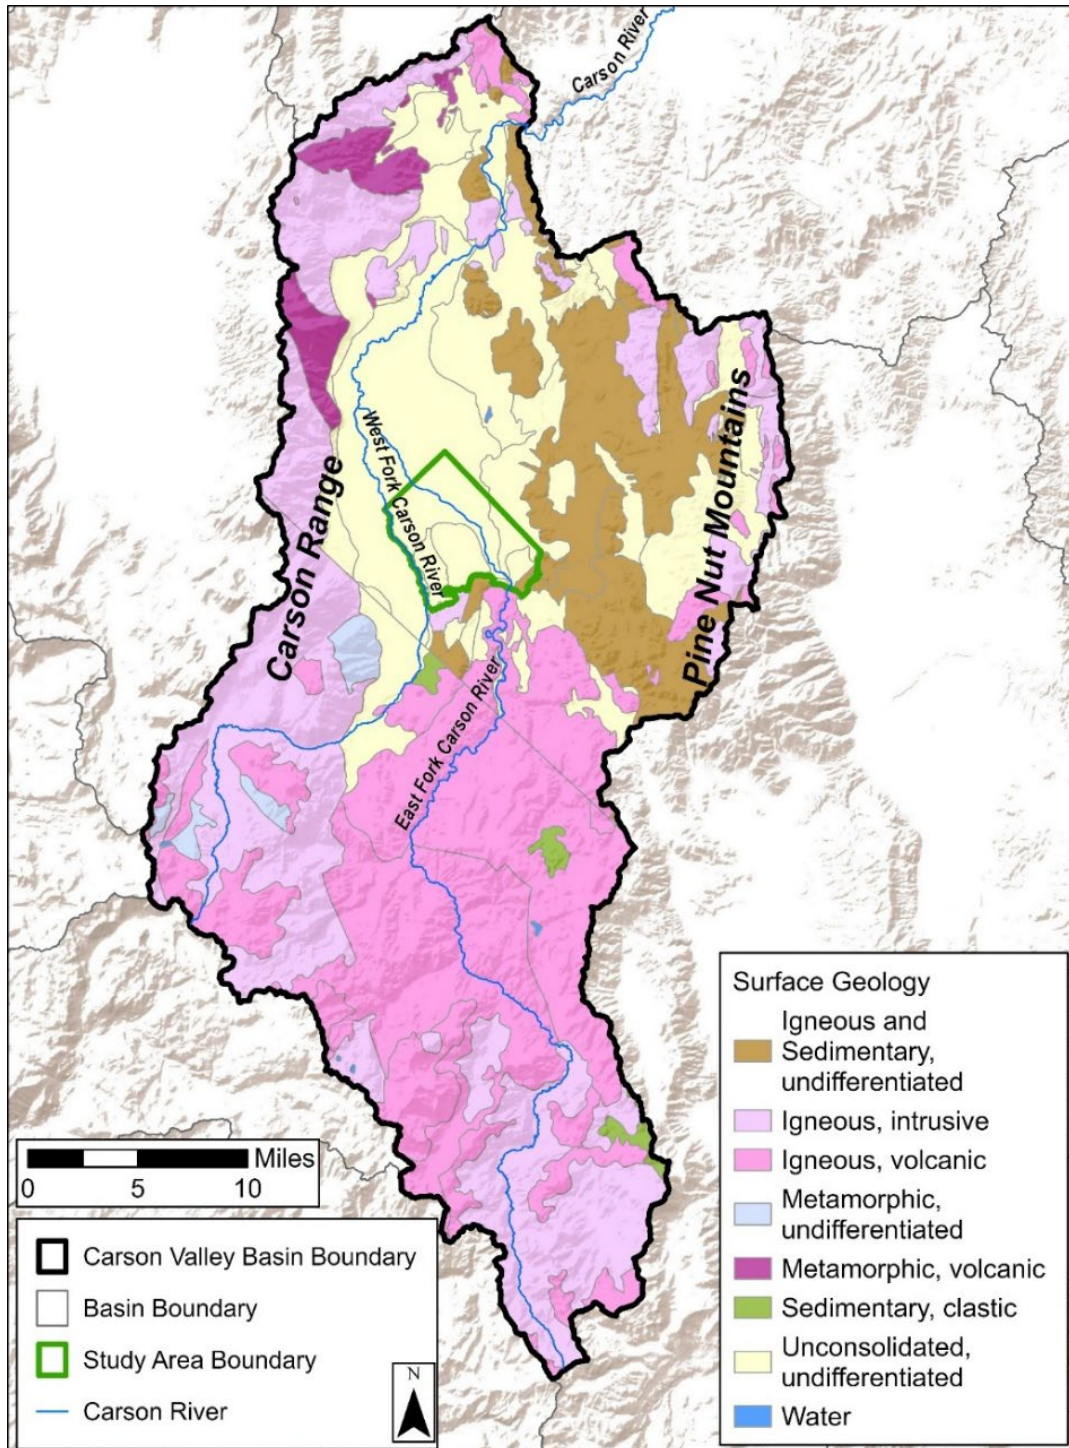 Carson River
West Fork Carson River
Carson Range
Pine Nut Mountains
East Fork Carson River
Miles
0 5 10
Carson Valley Basin Boundary
Basin Boundary
Study Area Boundary
Carson River
N
Surface Geology
Igneous and
Sedimentary,
undifferentiated
Igneous, intrusive
Igneous, volcanic
Metamorphic,
undifferentiated
Metamorphic, volcanic
Sedimentary, clastic
Unconsolidated,
undifferentiated
Water